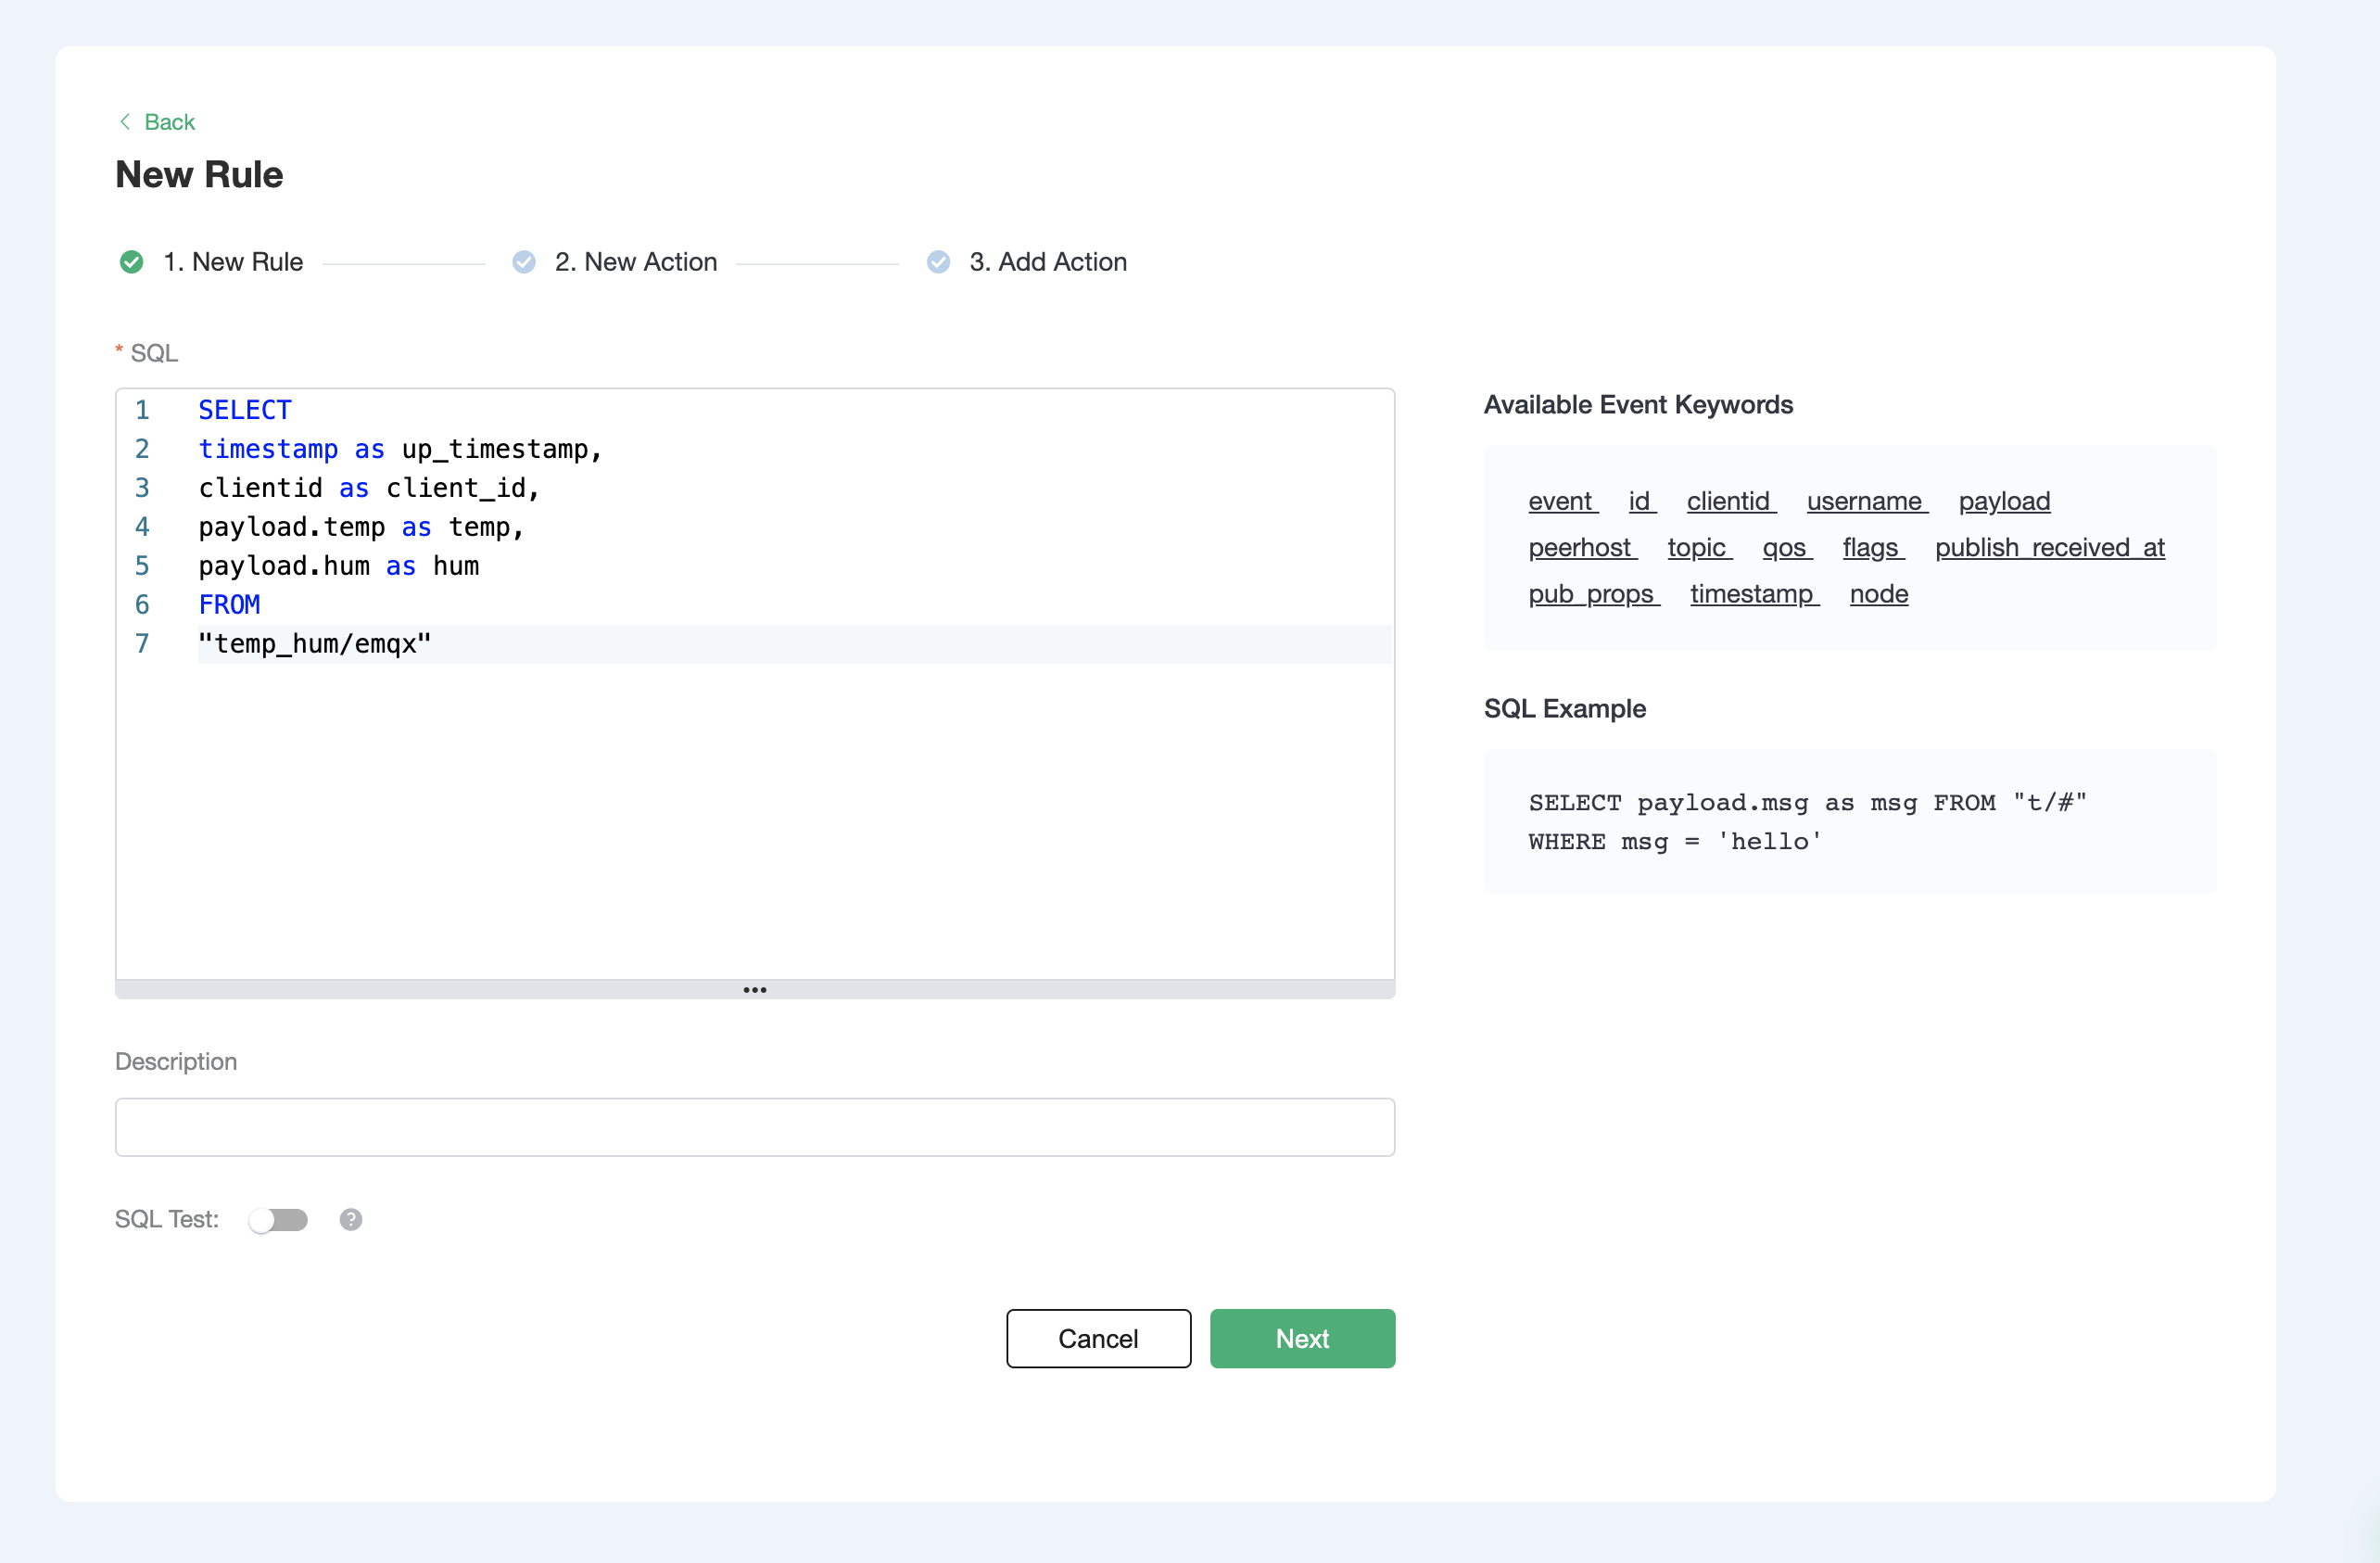 Back
New Rule
1. New Rule
2. New Action
3. Add Action
* SQL
1 SELECT
2 timestamp as up_timestamp,
3 clientid as client_id,
4 payload.temp as temp,
5 payload.hum as hum
6 FROM
7 "temp_hum/emqx"
Available Event Keywords
event id clientid username payload
peerhost topic qos flags publish_received_at
pub_props timestamp node
SQL Example
SELECT payload.msg as msg FROM "t/#"
WHERE msg = 'hello'
Description
SQL Test: ?
Cancel
Next